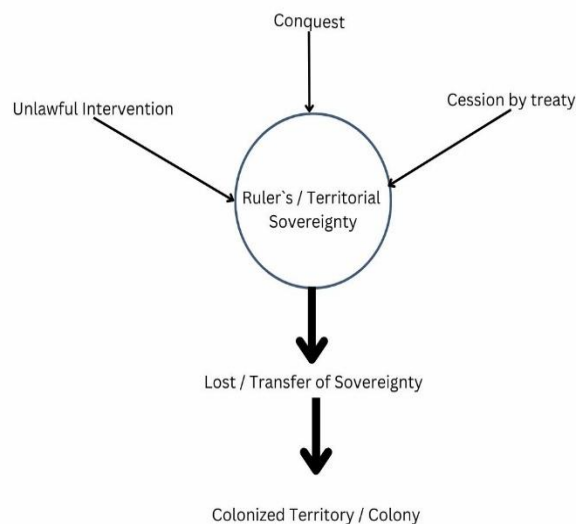 Conquest
Unlawful Intervention
Cession by treaty
Ruler`s / Territorial
Sovereignty
Lost / Transfer of Sovereignty
Colonized Territory / Colony